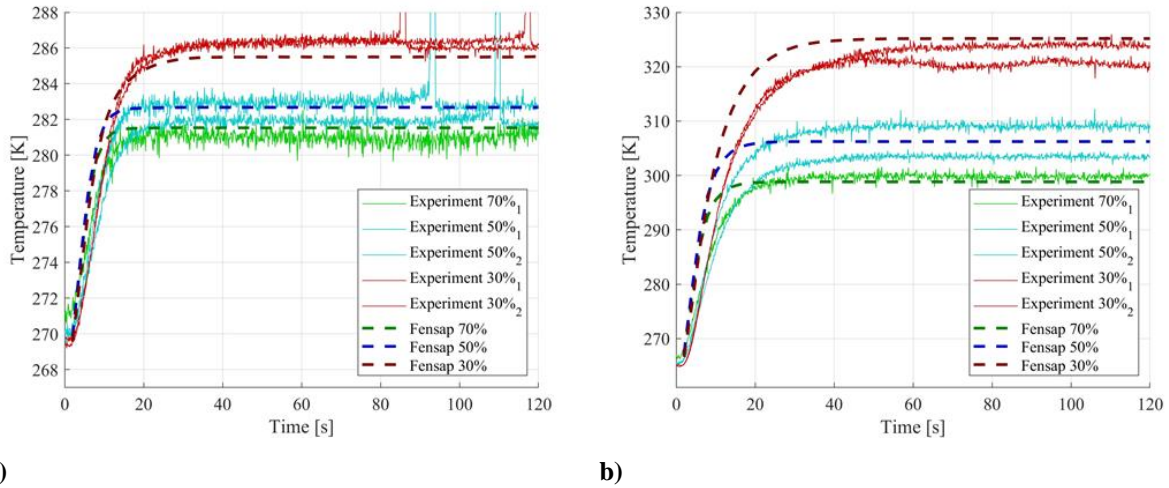 288
286
284
282
280
278
276
274
272
270
268
Temperature [K]
Experiment 70%1
Experiment 50%1
Experiment 50%2
Experiment 30%1
Experiment 30%2
Fensap 70%
Fensap 50%
Fensap 30%
0 20 40 60 80 100 120
Time [s]
)
330
320
310
300
290
280
270
Temperature [K]
Experiment 70%1
Experiment 50%1
Experiment 50%2
Experiment 30%1
Experiment 30%2
Fensap 70%
Fensap 50%
Fensap 30%
0 20 40 60 80 100 120
Time [s]
b)